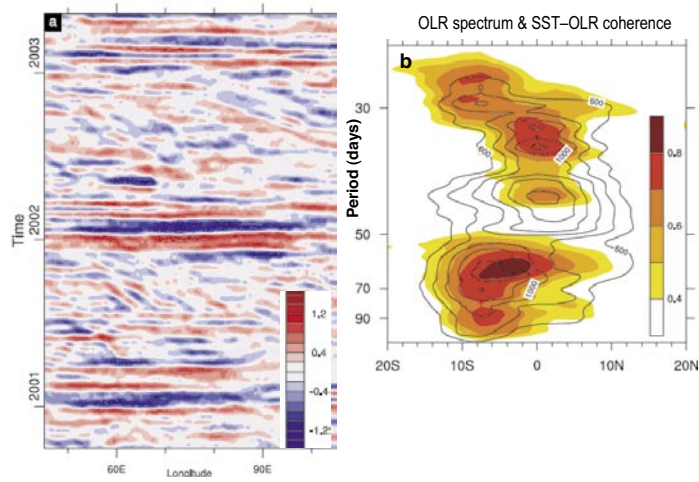 a
2003
2002
2001
Time
60E
90E
Longitude
1.2
0.4
-0.4
-1.2
OLR spectrum & SST–OLR coherence
b
30
50
70
90
Period (days)
20S
10S
0
10N
20N
600
600
1000
600
1000
0.8
0.6
0.4